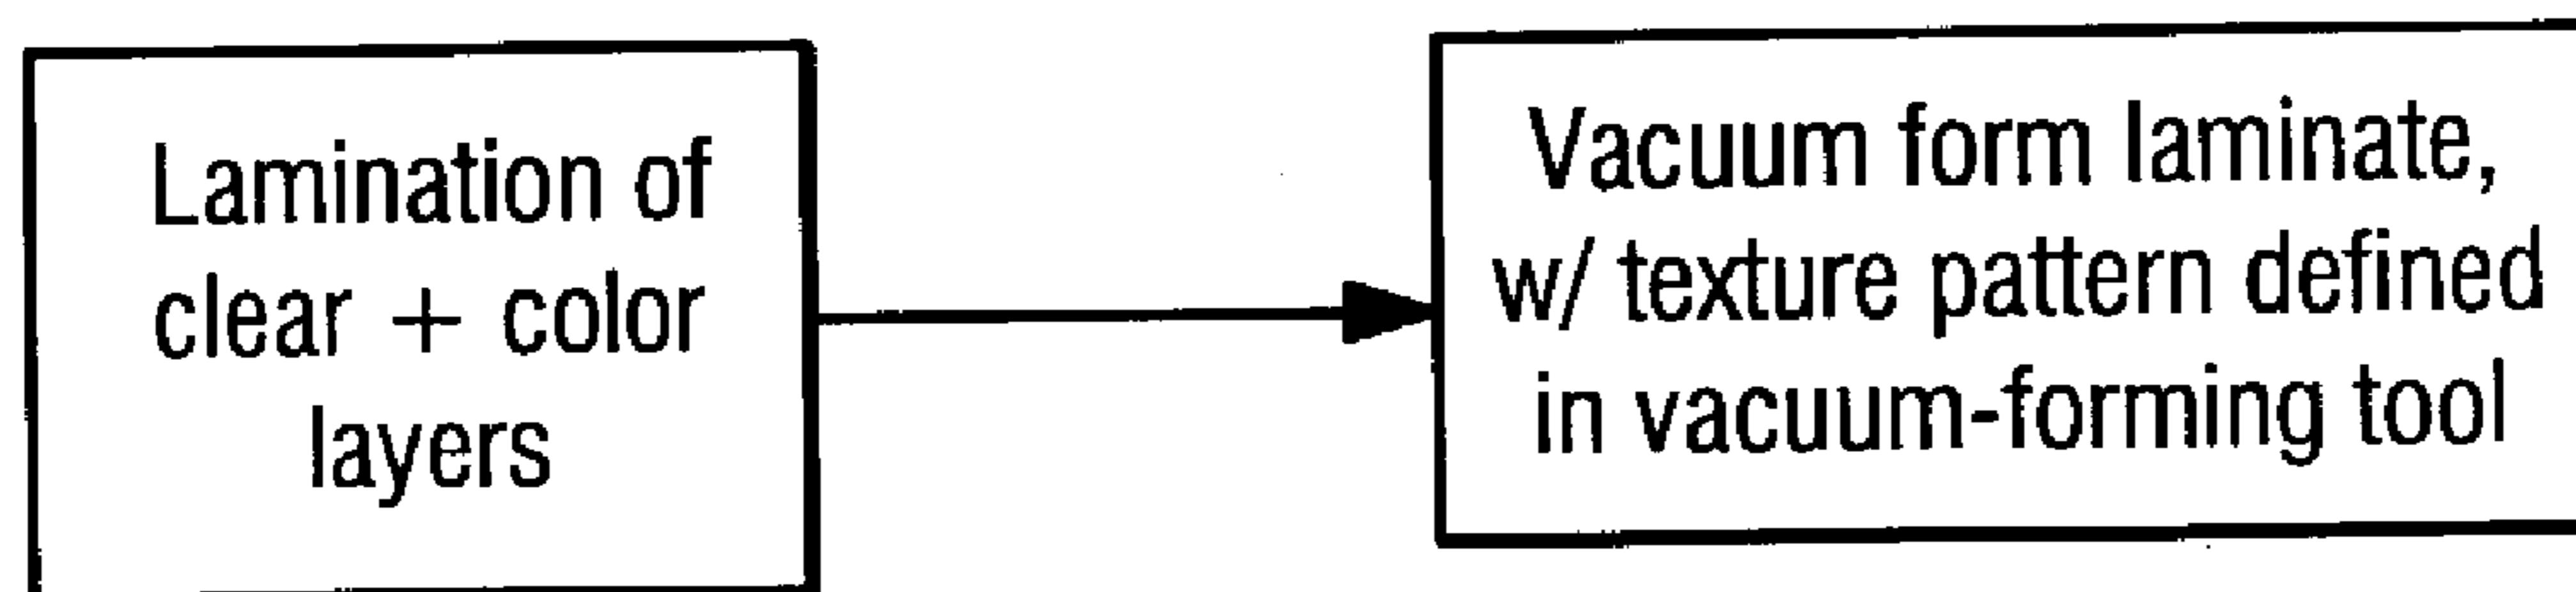 Lamination of
clear + color
layers
Vacuum form laminate,
w/ texture pattern defined
in vacuum-forming tool